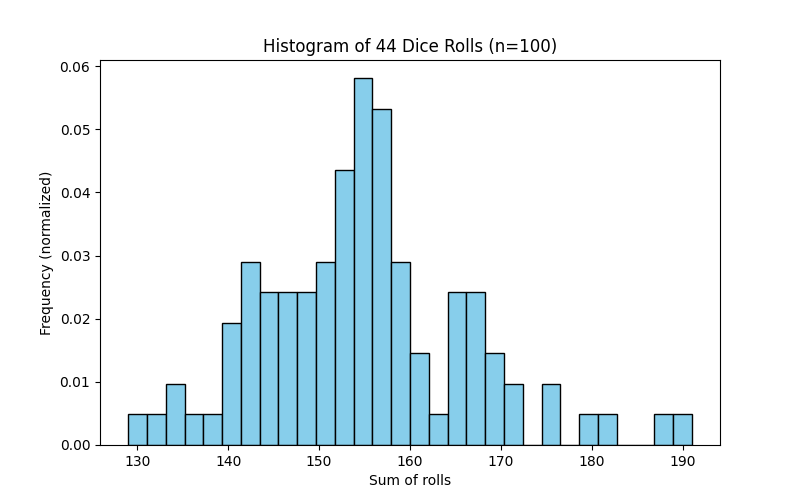 Histogram of 44 Dice Rolls (n=100)
Frequency (normalized)
0.06
0.05
0.04
0.03
0.02
0.01
0.00
130 140 150 160 170 180 190
Sum of rolls